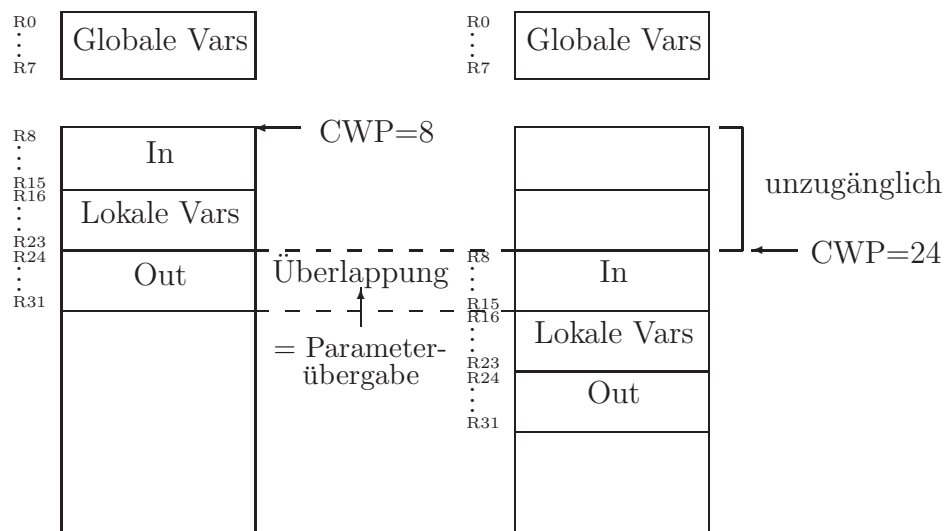 R0
R7
Globale Vars
R8
R15
R16
R23
R24
R31
In
Lokale Vars
Out
CWP=8
Überlappung
= Parameter-
übergabe
R0
R7
Globale Vars
R8
R15
R16
R23
R24
R31
In
Lokale Vars
Out
unzugänglich
CWP=24